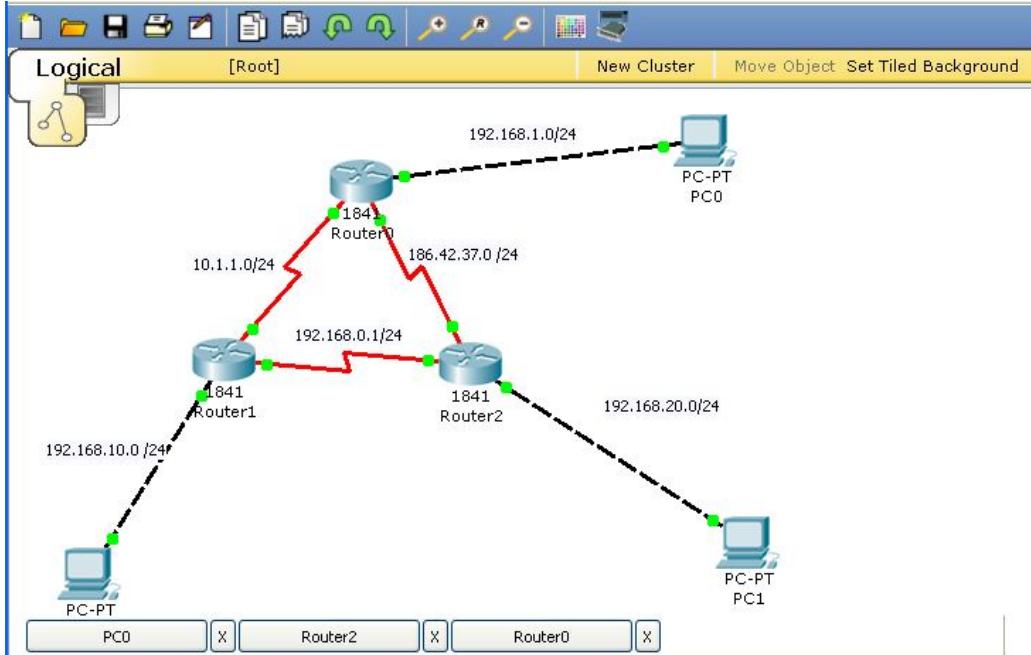 Logical [Root] New Cluster Move Object Set Tiled Background
192.168.1.0/24
PC-PT
PC0
1841
Router0
10.1.1.0/24
186.42.37.0 /24
192.168.0.1/24
1841
Router1
1841
Router2
192.168.20.0/24
192.168.10.0 /24
PC-PT
PC1
PC-PT
PC0 X Router2 X Router0 X